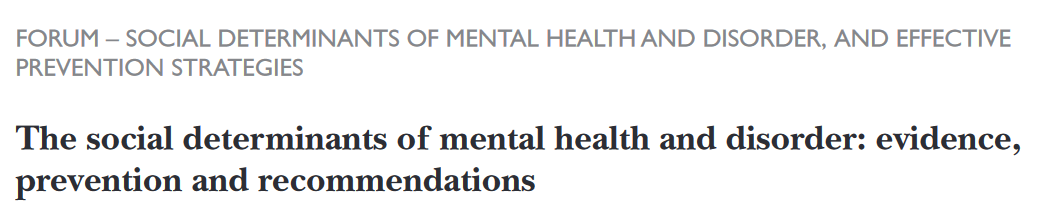 FORUM – SOCIAL DETERMINANTS OF MENTAL HEALTH AND DISORDER, AND EFFECTIVE
PREVENTION STRATEGIES
The social determinants of mental health and disorder: evidence,
prevention and recommendations